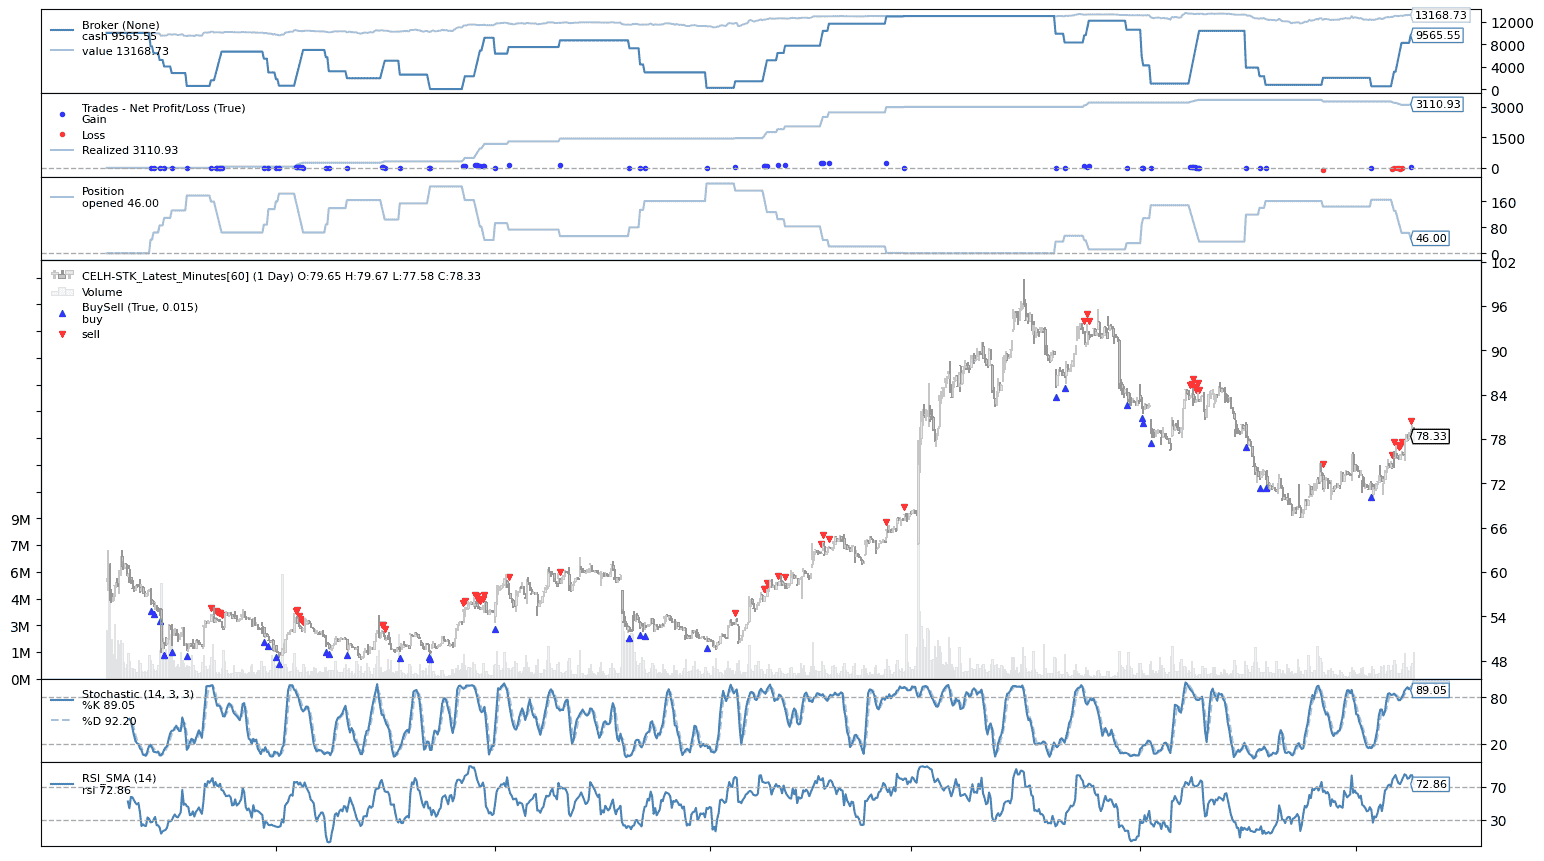 Broker (None)
cash 9565.55
value 13168.73
13168.73
12000
9565.55
8000
4000
0
Trades - Net Profit/Loss (True)
Gain
Loss
Realized 3110.93
3110.93
3000
1500
0
Position
opened 46.00
160
80
46.00
0
CELH-STK_Latest_Minutes[60] (1 Day) O:79.65 H:79.67 L:77.58 C:78.33
Volume
BuySell (True, 0.015)
buy
sell
102
96
90
84
78.33
78
72
66
60
54
48
9M
7M
6M
4M
3M
1M
0M
Stochastic (14, 3, 3)
%K 89.05
%D 92.20
89.05
80
20
RSI_SMA (14)
rsi 72.86
72.86
70
30